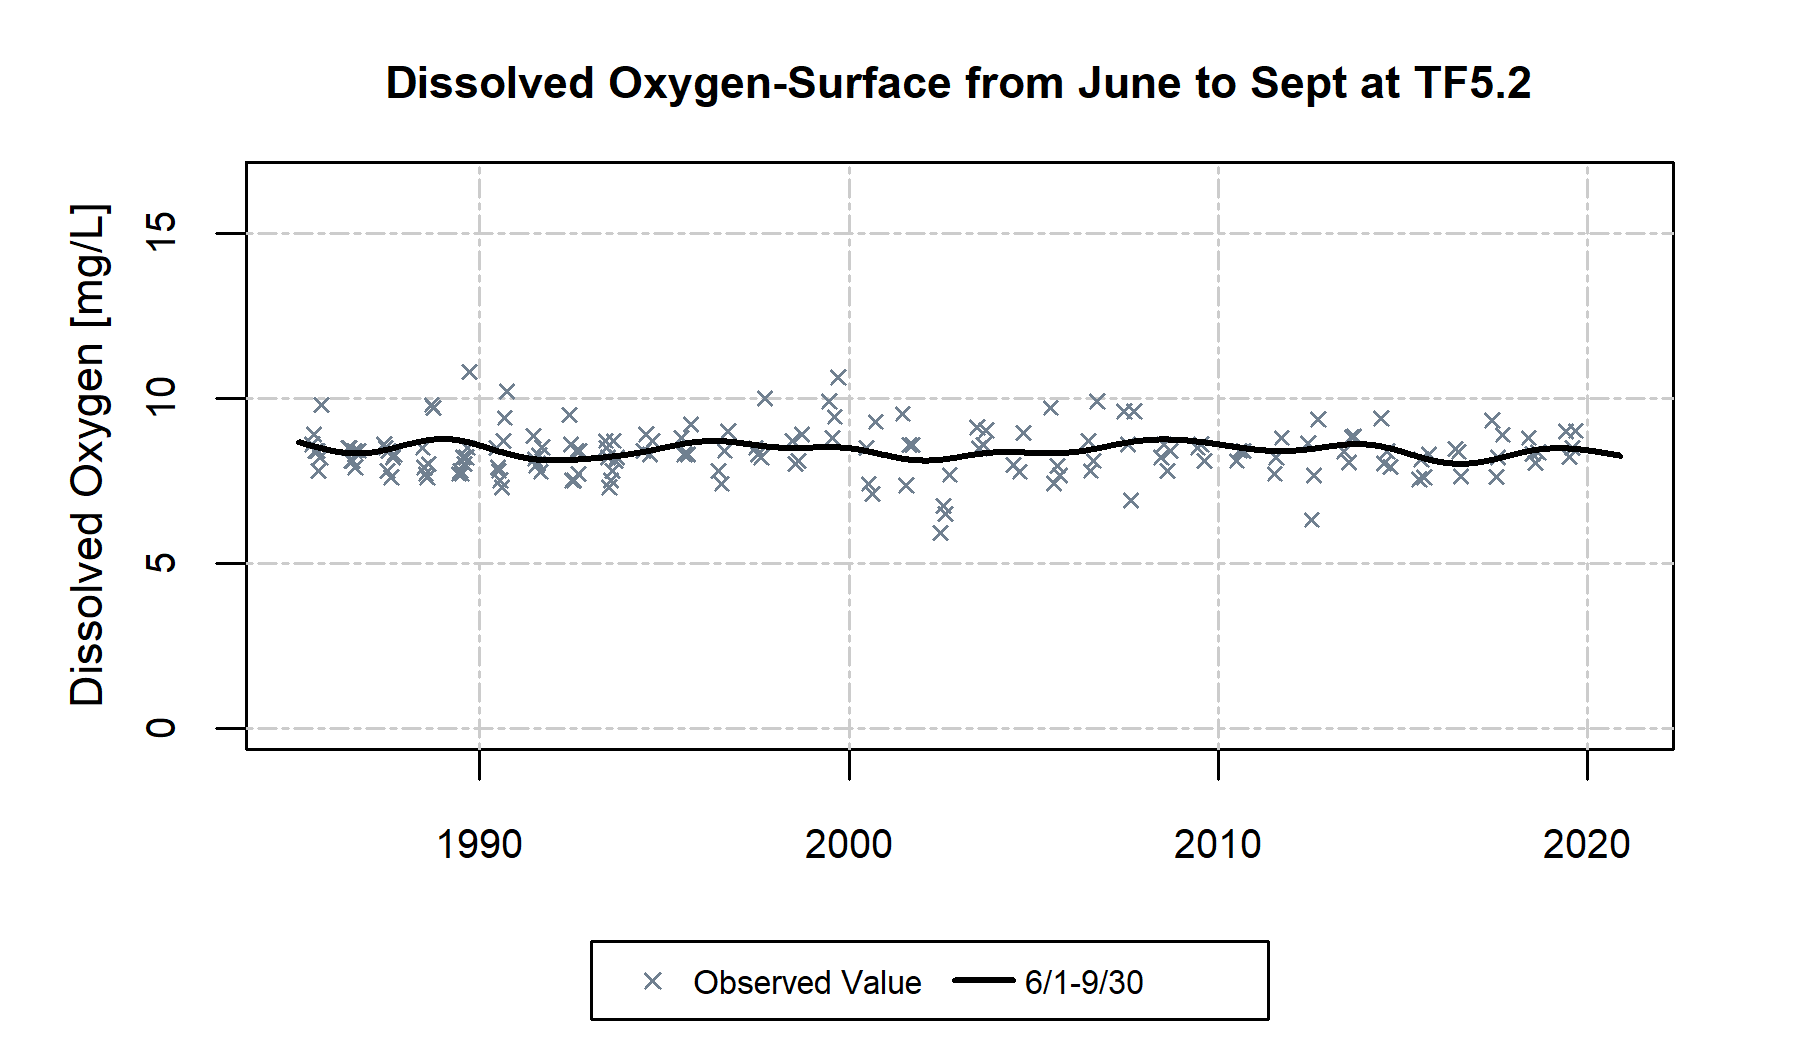 Dissolved Oxygen-Surface from June to Sept at TF5.2
Dissolved Oxygen [mg/L]
15
10
5
0
1990 2000 2010 2020
Observed Value 6/1-9/30